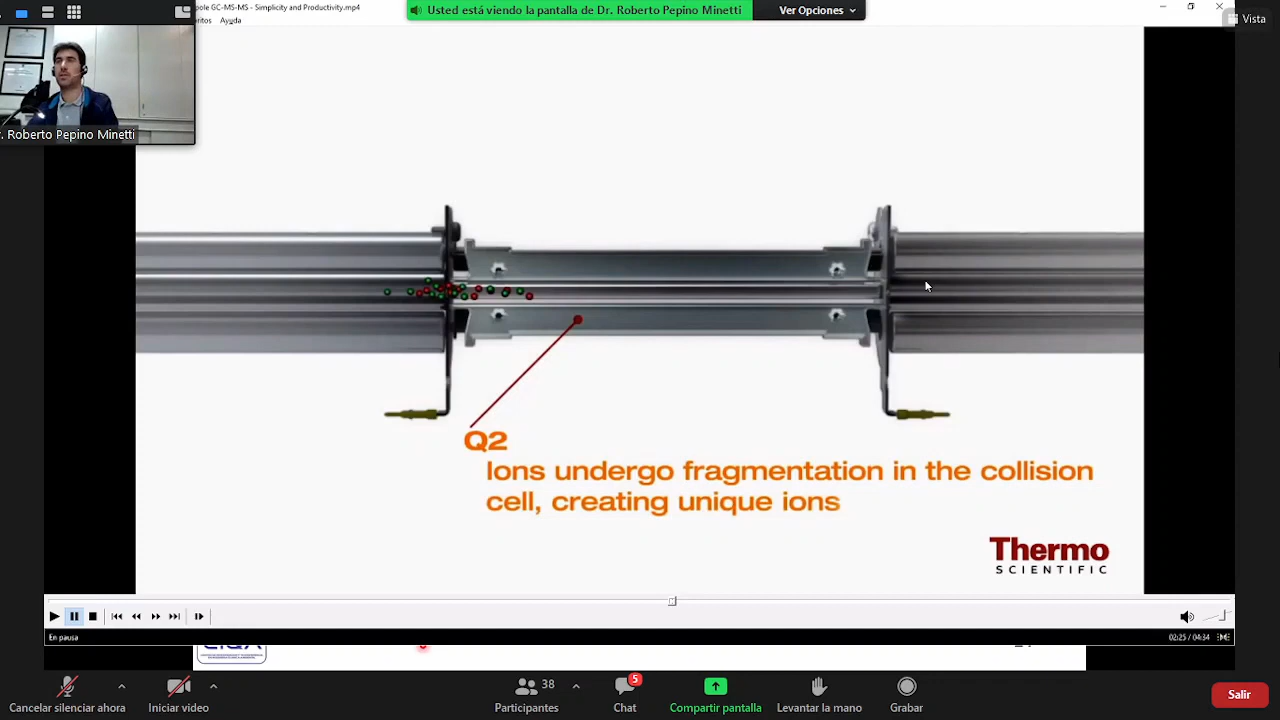 pole GC-MS-MS - Simplicity and Productivity.mp4
Usted está viendo la pantalla de Dr. Roberto Pepino Minetti
Ver Opciones
Ayuda
Vista
Dr. Roberto Pepino Minetti
Q2
Ions undergo fragmentation in the collision
cell, creating unique ions
Thermo
SCIENTIFIC
En pausa
02:25 / 04:34
38
5
Cancelar silenciar ahora
Iniciar video
Participantes
Chat
Compartir pantalla
Levantar la mano
Grabar
Salir